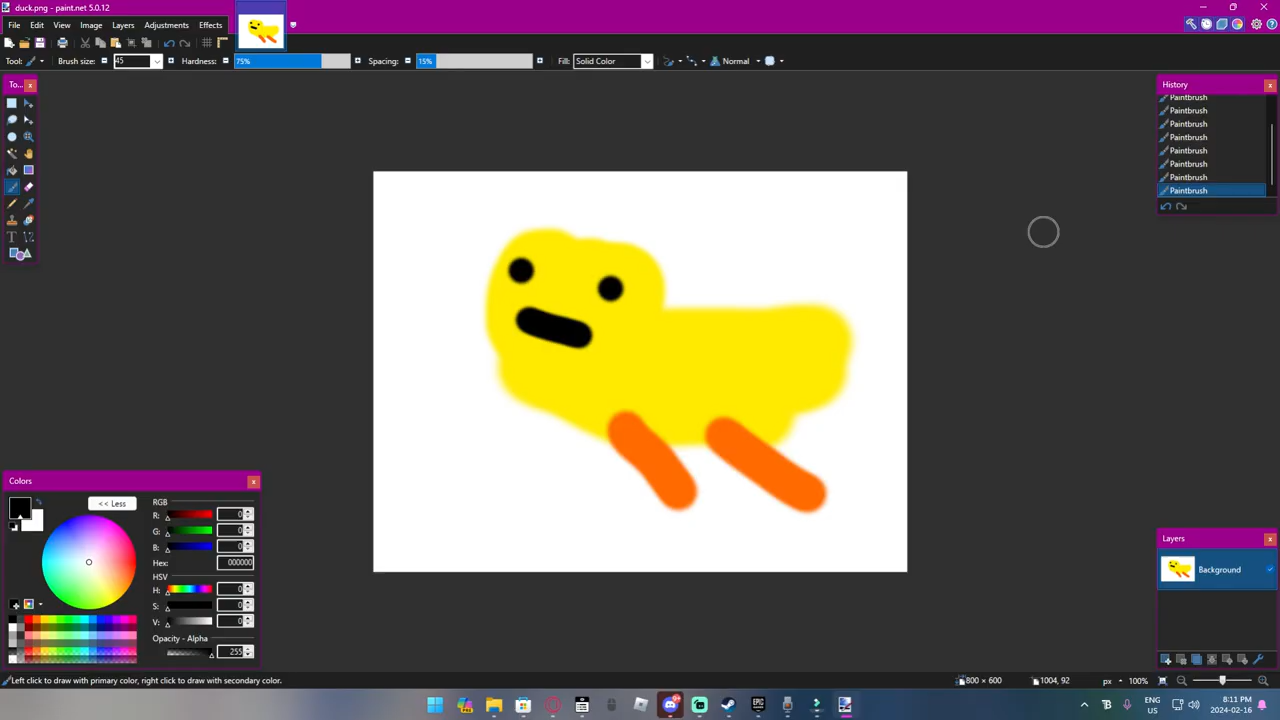 duck.png - paint.net 5.0.12
File Edit View Image Layers Adjustments Effects
Tool: Brush size: 45 Hardness: 75% Spacing: 15% Fill: Solid Color Normal
To...
History
Paintbrush
Paintbrush
Paintbrush
Paintbrush
Paintbrush
Paintbrush
Paintbrush
Paintbrush
Colors
<< Less
RGB
R: 0
G: 0
B: 0
Hex: 000000
HSV
H: 0
S: 0
V: 0
Opacity - Alpha
255
Layers
Background
Left click to draw with primary color, right click to draw with secondary color.
800 × 600 1004, 92 px 100%
ENG
US
8:11 PM
2024-02-16